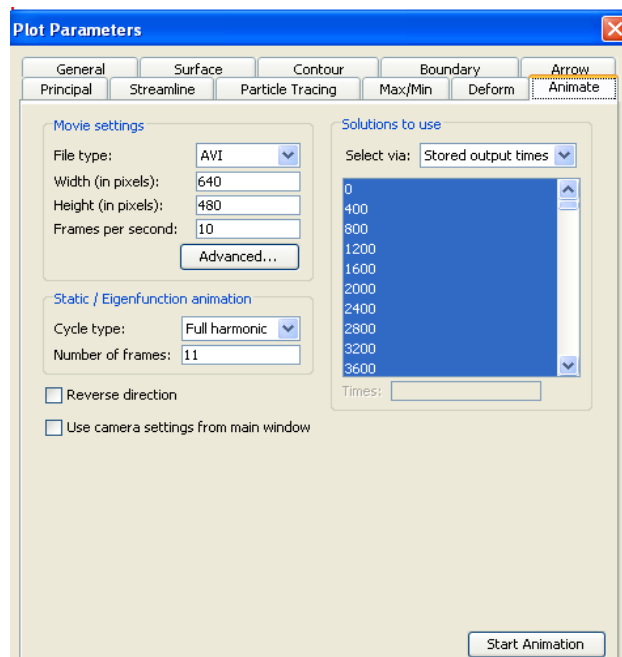 Plot Parameters
General Surface Contour Boundary Arrow
Principal Streamline Particle Tracing Max/Min Deform Animate
Movie settings
File type: AVI
Width (in pixels): 640
Height (in pixels): 480
Frames per second: 10
Advanced...
Static / Eigenfunction animation
Cycle type: Full harmonic
Number of frames: 11
Reverse direction
Use camera settings from main window
Solutions to use
Select via: Stored output times
0
400
800
1200
1600
2000
2400
2800
3200
3600
Times:
Start Animation